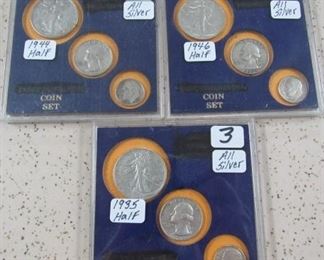 All
Silver
1944
Half
COIN
SET
All
Silver
1946
Half
COIN
SET
3
All
Silver
1935
Half